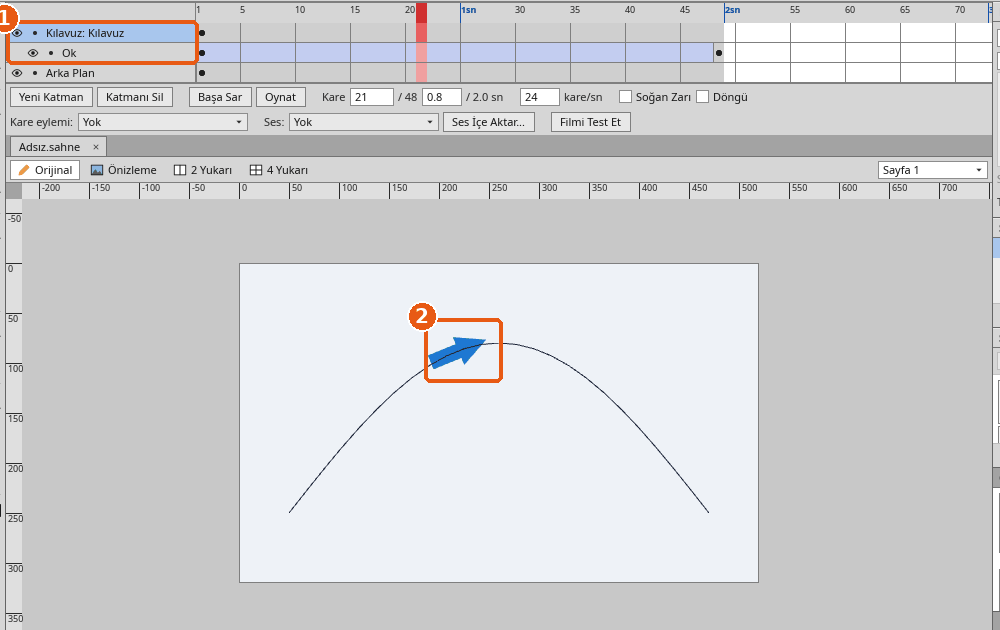 1
1 5 10 15 20 1sn 30 35 40 45 2sn 55 60 65 70
Kılavuz: Kılavuz
Ok
Arka Plan
Yeni Katman Katmanı Sil Başa Sar Oynat Kare 21 / 48 0.8 / 2.0 sn 24 kare/sn Soğan Zarı Döngü
Kare eylemi: Yok Ses: Yok Ses İçe Aktar... Filmi Test Et
Adsız.sahne ×
Orijinal Önizleme 2 Yukarı 4 Yukarı Sayfa 1
-200 -150 -100 -50 0 50 100 150 200 250 300 350 400 450 500 550 600 650 700
-50
0
50
100
150
200
250
300
350
2